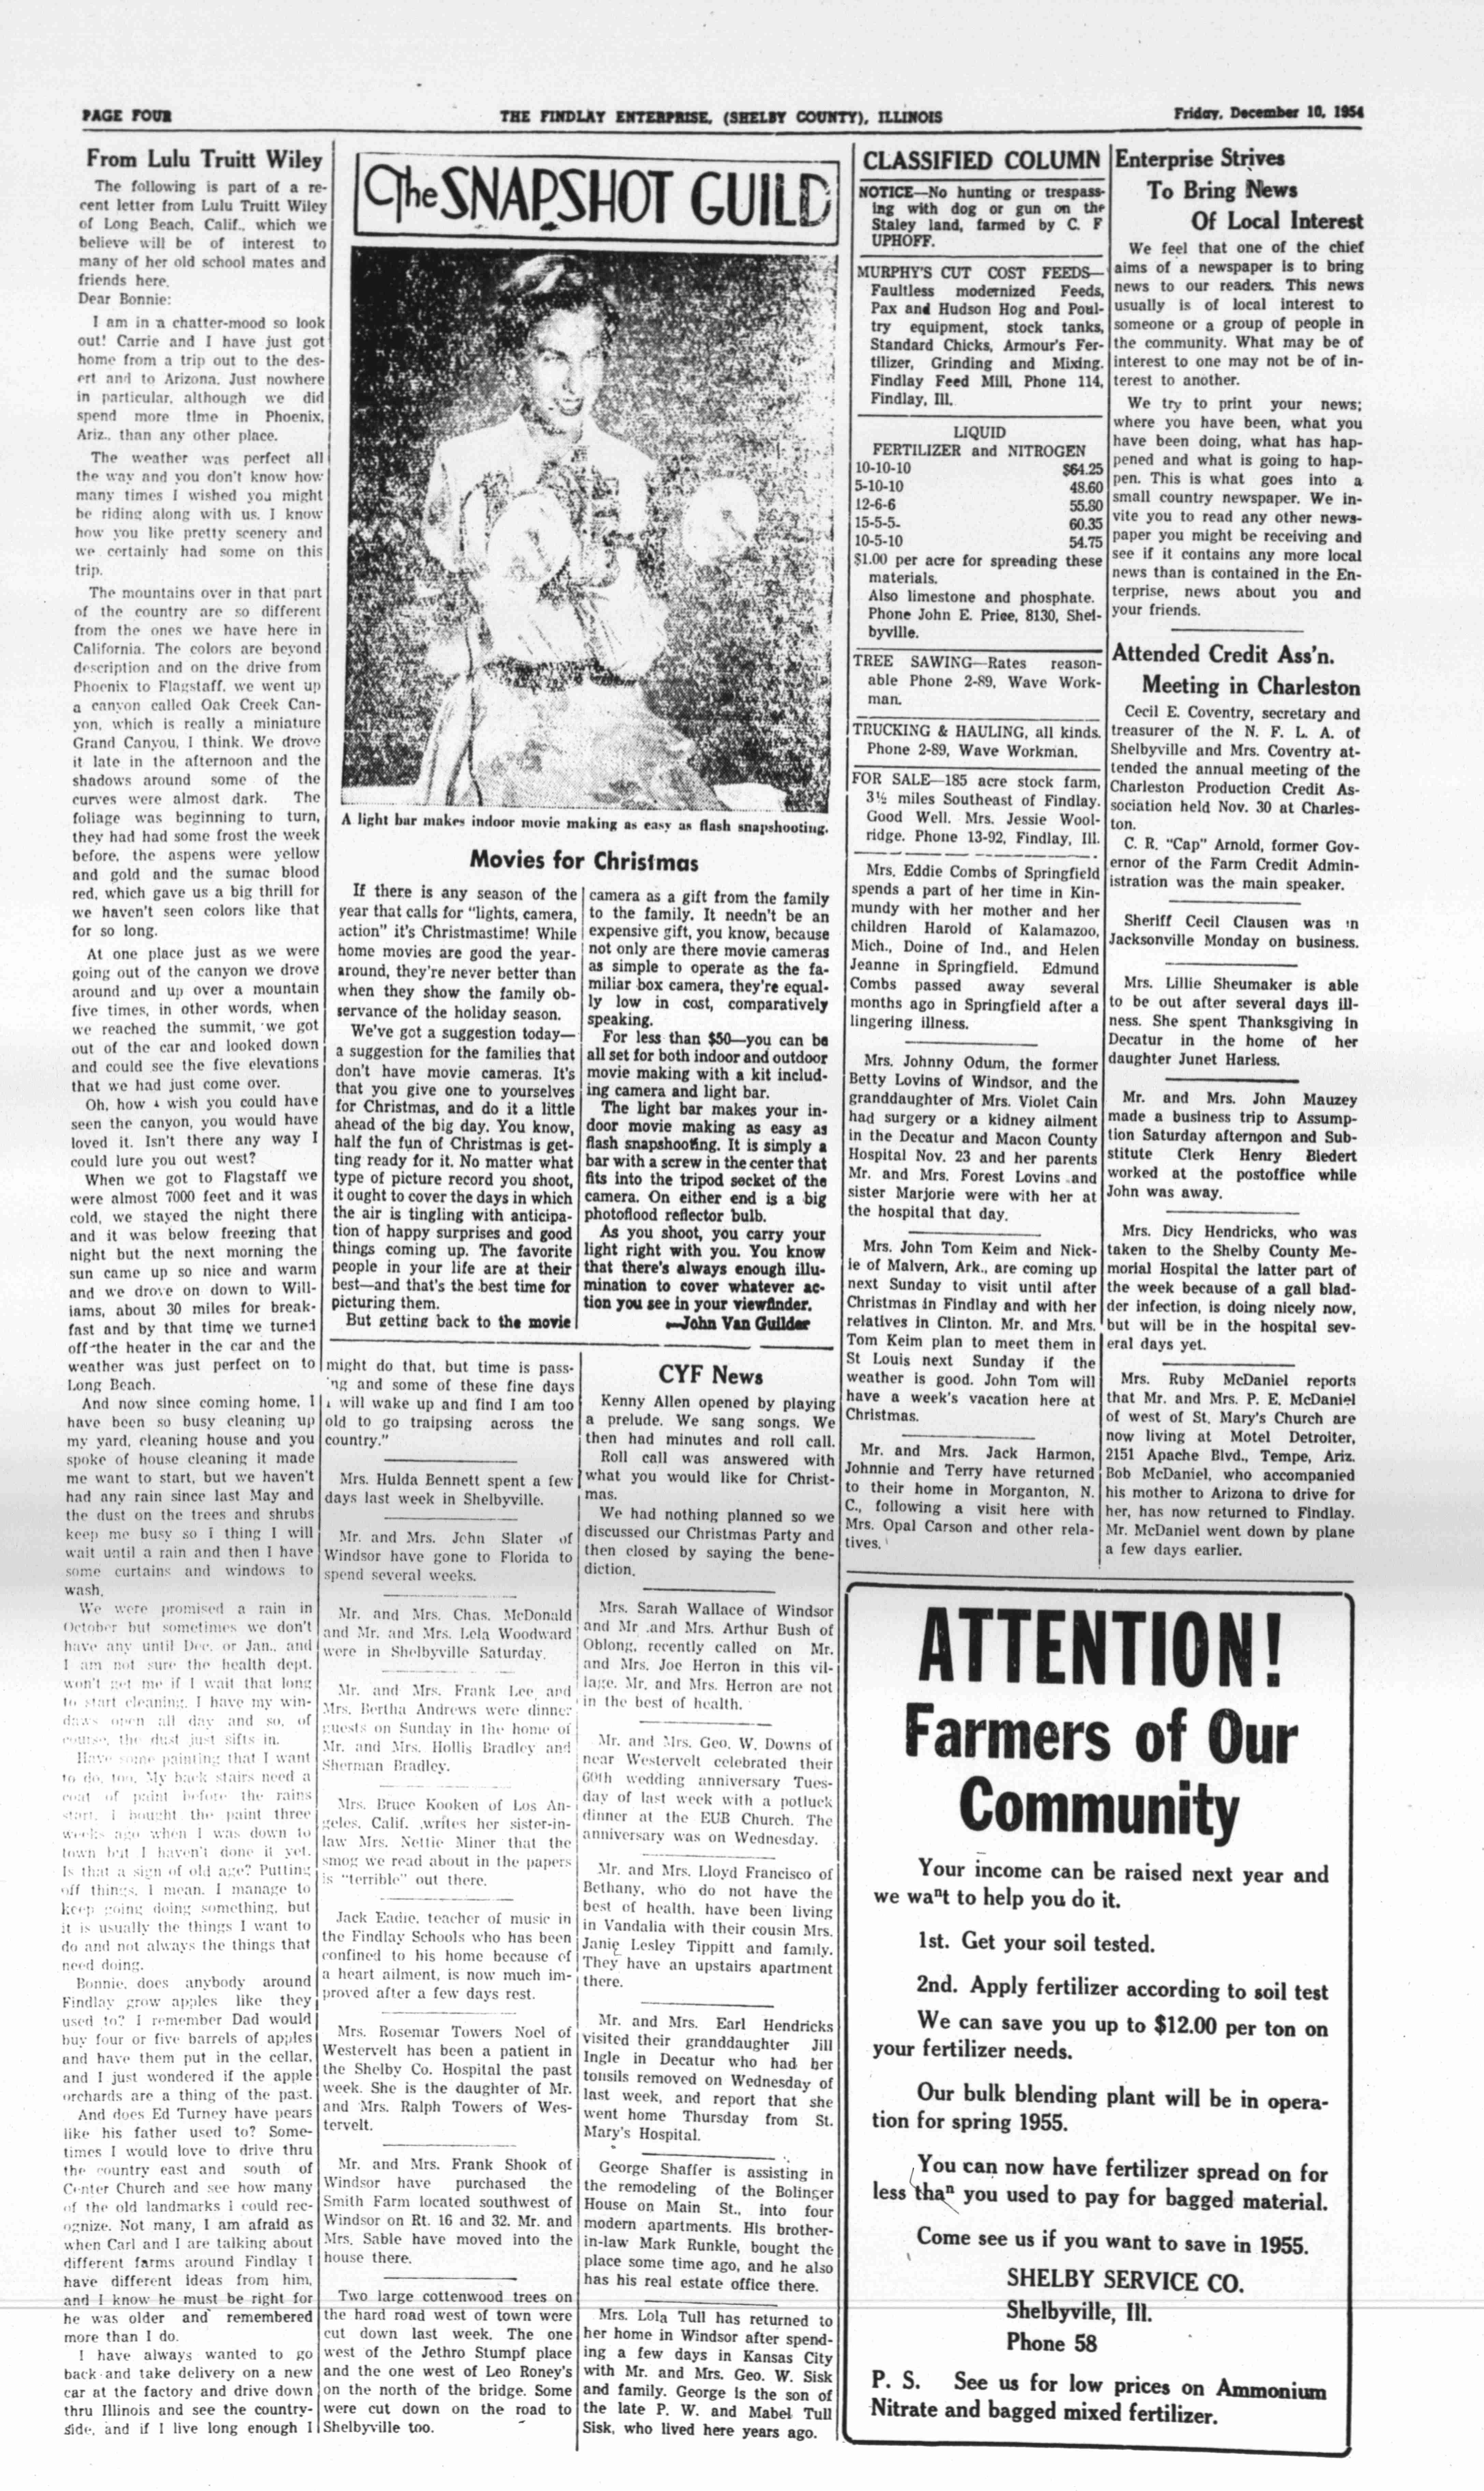 PAGE FOUR
THE FINDLAY ENTERPRISE, (SHELBY COUNTY), ILLINOIS
Friday, December 10, 1954
From Lulu Truitt Wiley
The following is part of a re-
cent letter from Lulu Truitt Wiley
of Long Beach, Calif., which we
believe will be of interest to
many of her old school mates and
friends here.
Dear Bonnie:
I am in a chatter-mood so look
out! Carrie and I have just got
home from a trip out to the des-
ert and to Arizona. Just nowhere
in particular, although we did
spend more time in Phoenix,
Ariz., than any other place.
The weather was perfect all
the way and you don't know how
many times I wished you might
be riding along with us. I know
how you like pretty scenery and
we certainly had some on this
trip.
The mountains over in that part
of the country are so different
from the ones we have here in
California. The colors are beyond
description and on the drive from
Phoenix to Flagstaff, we went up
a canyon called Oak Creek Can-
yon, which is really a miniature
Grand Canyou, I think. We drove
it late in the afternoon and the
shadows around some of the
curves were almost dark. The
foliage was beginning to turn,
they had had some frost the week
before, the aspens were yellow
and gold and the sumac blood
red, which gave us a big thrill for
we haven't seen colors like that
for so long.
At one place just as we were
going out of the canyon we drove
around and up over a mountain
five times, in other words, when
we reached the summit, we got
out of the car and looked down
and could see the five elevations
that we had just come over.
Oh, how I wish you could have
seen the canyon, you would have
loved it. Isn't there any way I
could lure you out west?
When we got to Flagstaff we
were almost 7000 feet and it was
cold, we stayed the night there
and it was below freezing that
night but the next morning the
sun came up so nice and warm
and we drove on down to Will-
iams, about 30 miles for break-
fast and by that time we turned
off the heater in the car and the
weather was just perfect on to
Long Beach.
And now since coming home, I
have been so busy cleaning up
my yard, cleaning house and you
spoke of house cleaning it made
me want to start, but we haven't
had any rain since last May and
the dust on the trees and shrubs
keep me busy so I thing I will
wait until a rain and then I have
some curtains and windows to
wash.
We were promised a rain in
October but sometimes we don't
have any until Dec. or Jan., and
I am not sure the health dept.
won't get me if I wait that long
to start cleaning. I have my win-
daws open all day and so, of
course, the dust just sifts in.
Have some painting that I want
to do, too. My back stairs need a
coat of paint before the rains
start. I bought the paint three
weeks ago when I was down to
town but I haven't done it yet.
Is that a sign of old age? Putting
off things, I mean. I manage to
keep going doing something, but
it is usually the things I want to
do and not always the things that
need doing.
Bonnie, does anybody around
Findlay grow apples like they
used to? I remember Dad would
buy four or five barrels of apples
and have them put in the cellar,
and I just wondered if the apple
orchards are a thing of the past.
And does Ed Turney have pears
like his father used to? Some-
times I would love to drive thru
the country east and south of
Center Church and see how many
of the old landmarks I could rec-
ognize. Not many, I am afraid as
when Carl and I are talking about
different farms around Findlay I
have different ideas from him,
and I know he must be right for
he was older and remembered
more than I do.
I have always wanted to go
back and take delivery on a new
car at the factory and drive down
thru Illinois and see the country-
side, and if I live long enough I
The SNAPSHOT GUILD
A light bar makes indoor movie making as easy as flash snapshooting.
Movies for Christmas
If there is any season of the
year that calls for "lights, camera,
action" it's Christmastime! While
home movies are good the year-
around, they're never better than
when they show the family ob-
servance of the holiday season.
We've got a suggestion today—
a suggestion for the families that
don't have movie cameras. It's
that you give one to yourselves
for Christmas, and do it a little
ahead of the big day. You know,
half the fun of Christmas is get-
ting ready for it. No matter what
type of picture record you shoot,
it ought to cover the days in which
the air is tingling with anticipa-
tion of happy surprises and good
things coming up. The favorite
people in your life are at their
best—and that's the best time for
picturing them.
But getting back to the movie
camera as a gift from the family
to the family. It needn't be an
expensive gift, you know, because
not only are there movie cameras
as simple to operate as the fa-
miliar box camera, they're equal-
ly low in cost, comparatively
speaking.
For less than $50—you can be
all set for both indoor and outdoor
movie making with a kit includ-
ing camera and light bar.
The light bar makes your in-
door movie making as easy as
flash snapshooting. It is simply a
bar with a screw in the center that
fits into the tripod socket of the
camera. On either end is a big
photoflood reflector bulb.
As you shoot, you carry your
light right with you. You know
that there's always enough illu-
mination to cover whatever ac-
tion you see in your viewfinder.
—John Van Guilder
might do that, but time is pass-
ing and some of these fine days
I will wake up and find I am too
old to go traipsing across the
country."
Mrs. Hulda Bennett spent a few
days last week in Shelbyville.
Mr. and Mrs. John Slater of
Windsor have gone to Florida to
spend several weeks.
Mr. and Mrs. Chas. McDonald
and Mr. and Mrs. Lela Woodward
were in Shelbyville Saturday.
Mr. and Mrs. Frank Lee and
Mrs. Bertha Andrews were dinner
guests on Sunday in the home of
Mr. and Mrs. Hollis Bradley and
Sherman Bradley.
Mrs. Bruce Kooken of Los An-
geles, Calif. ,writes her sister-in-
law Mrs. Nettie Miner that the
smog we read about in the papers
is "terrible" out there.
Jack Eadie, teacher of music in
the Findlay Schools who has been
confined to his home because of
a heart ailment, is now much im-
proved after a few days rest.
Mrs. Rosemar Towers Noel of
Westervelt has been a patient in
the Shelby Co. Hospital the past
week. She is the daughter of Mr.
and Mrs. Ralph Towers of Wes-
tervelt.
Mr. and Mrs. Frank Shook of
Windsor have purchased the
Smith Farm located southwest of
Windsor on Rt. 16 and 32. Mr. and
Mrs. Sable have moved into the
house there.
Two large cottenwood trees on
the hard road west of town were
cut down last week. The one
west of the Jethro Stumpf place
and the one west of Leo Roney's
on the north of the bridge. Some
were cut down on the road to
Shelbyville too.
CYF News
Kenny Allen opened by playing
a prelude. We sang songs. We
then had minutes and roll call.
Roll call was answered with
what you would like for Christ-
mas.
We had nothing planned so we
discussed our Christmas Party and
then closed by saying the bene-
diction.
Mrs. Sarah Wallace of Windsor
and Mr .and Mrs. Arthur Bush of
Oblong, recently called on Mr.
and Mrs. Joe Herron in this vil-
lage. Mr. and Mrs. Herron are not
in the best of health.
Mr. and Mrs. Geo. W. Downs of
near Westervelt celebrated their
60th wedding anniversary Tues-
day of last week with a potluck
dinner at the EUB Church. The
anniversary was on Wednesday.
Mr. and Mrs. Lloyd Francisco of
Bethany, who do not have the
best of health, have been living
in Vandalia with their cousin Mrs.
Janie Lesley Tippitt and family.
They have an upstairs apartment
there.
Mr. and Mrs. Earl Hendricks
visited their granddaughter Jill
Ingle in Decatur who had her
tonsils removed on Wednesday of
last week, and report that she
went home Thursday from St.
Mary's Hospital.
George Shaffer is assisting in
the remodeling of the Bolinger
House on Main St., into four
modern apartments. His brother-
in-law Mark Runkle, bought the
place some time ago, and he also
has his real estate office there.
Mrs. Lola Tull has returned to
her home in Windsor after spend-
ing a few days in Kansas City
with Mr. and Mrs. Geo. W. Sisk
and family. George is the son of
the late P. W. and Mabel Tull
Sisk, who lived here years ago.
CLASSIFIED COLUMN
NOTICE—No hunting or trespass-
ing with dog or gun on the
Staley land, farmed by C. F
UPHOFF.
MURPHY'S CUT COST FEEDS—
Faultless modernized Feeds,
Pax and Hudson Hog and Poul-
try equipment, stock tanks,
Standard Chicks, Armour's Fer-
tilizer, Grinding and Mixing.
Findlay Feed Mill, Phone 114,
Findlay, Ill.
LIQUID
FERTILIZER and NITROGEN
10-10-10 $64.25
5-10-10 48.60
12-6-6 55.80
15-5-5- 60.35
10-5-10 54.75
$1.00 per acre for spreading these
materials.
Also limestone and phosphate.
Phone John E. Price, 8130, Shel-
byville.
TREE SAWING—Rates reason-
able Phone 2-89, Wave Work-
man.
TRUCKING & HAULING, all kinds.
Phone 2-89, Wave Workman.
FOR SALE—185 acre stock farm,
3½ miles Southeast of Findlay.
Good Well. Mrs. Jessie Wool-
ridge. Phone 13-92, Findlay, Ill.
Mrs. Eddie Combs of Springfield
spends a part of her time in Kin-
mundy with her mother and her
children Harold of Kalamazoo,
Mich., Doine of Ind., and Helen
Jeanne in Springfield. Edmund
Combs passed away several
months ago in Springfield after a
lingering illness.
Mrs. Johnny Odum, the former
Betty Lovins of Windsor, and the
granddaughter of Mrs. Violet Cain
had surgery or a kidney ailment
in the Decatur and Macon County
Hospital Nov. 23 and her parents
Mr. and Mrs. Forest Lovins and
sister Marjorie were with her at
the hospital that day.
Mrs. John Tom Keim and Nick-
ie of Malvern, Ark., are coming up
next Sunday to visit until after
Christmas in Findlay and with her
relatives in Clinton. Mr. and Mrs.
Tom Keim plan to meet them in
St Louis next Sunday if the
weather is good. John Tom will
have a week's vacation here at
Christmas.
Mr. and Mrs. Jack Harmon,
Johnnie and Terry have returned
to their home in Morganton, N.
C., following a visit here with
Mrs. Opal Carson and other rela-
tives.
Enterprise Strives
To Bring News
Of Local Interest
We feel that one of the chief
aims of a newspaper is to bring
news to our readers. This news
usually is of local interest to
someone or a group of people in
the community. What may be of
interest to one may not be of in-
terest to another.
We try to print your news;
where you have been, what you
have been doing, what has hap-
pened and what is going to hap-
pen. This is what goes into a
small country newspaper. We in-
vite you to read any other news-
paper you might be receiving and
see if it contains any more local
news than is contained in the En-
terprise, news about you and
your friends.
Attended Credit Ass'n.
Meeting in Charleston
Cecil E. Coventry, secretary and
treasurer of the N. F. L. A. of
Shelbyville and Mrs. Coventry at-
tended the annual meeting of the
Charleston Production Credit As-
sociation held Nov. 30 at Charles-
ton.
C. R. "Cap" Arnold, former Gov-
ernor of the Farm Credit Admin-
istration was the main speaker.
Sheriff Cecil Clausen was in
Jacksonville Monday on business.
Mrs. Lillie Sheumaker is able
to be out after several days ill-
ness. She spent Thanksgiving in
Decatur in the home of her
daughter Junet Harless.
Mr. and Mrs. John Mauzey
made a business trip to Assump-
tion Saturday afternpon and Sub-
stitute Clerk Henry Biedert
worked at the postoffice while
John was away.
Mrs. Dicy Hendricks, who was
taken to the Shelby County Me-
morial Hospital the latter part of
the week because of a gall blad-
der infection, is doing nicely now,
but will be in the hospital sev-
eral days yet.
Mrs. Ruby McDaniel reports
that Mr. and Mrs. P. E. McDaniel
of west of St. Mary's Church are
now living at Motel Detroiter,
2151 Apache Blvd., Tempe, Ariz.
Bob McDaniel, who accompanied
his mother to Arizona to drive for
her, has now returned to Findlay.
Mr. McDaniel went down by plane
a few days earlier.
ATTENTION!
Farmers of Our
Community
Your income can be raised next year and
we want to help you do it.
1st. Get your soil tested.
2nd. Apply fertilizer according to soil test
We can save you up to $12.00 per ton on
your fertilizer needs.
Our bulk blending plant will be in opera-
tion for spring 1955.
You can now have fertilizer spread on for
less than you used to pay for bagged material.
Come see us if you want to save in 1955.
SHELBY SERVICE CO.
Shelbyville, Ill.
Phone 58
P. S. See us for low prices on Ammonium
Nitrate and bagged mixed fertilizer.